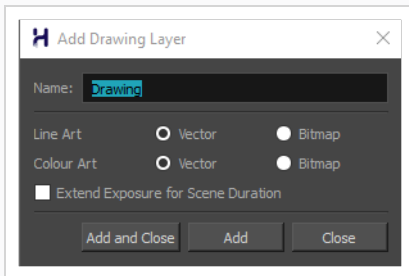 Add Drawing Layer
Name: Drawing
Line Art Vector Bitmap
Colour Art Vector Bitmap
Extend Exposure for Scene Duration
Add and Close Add Close